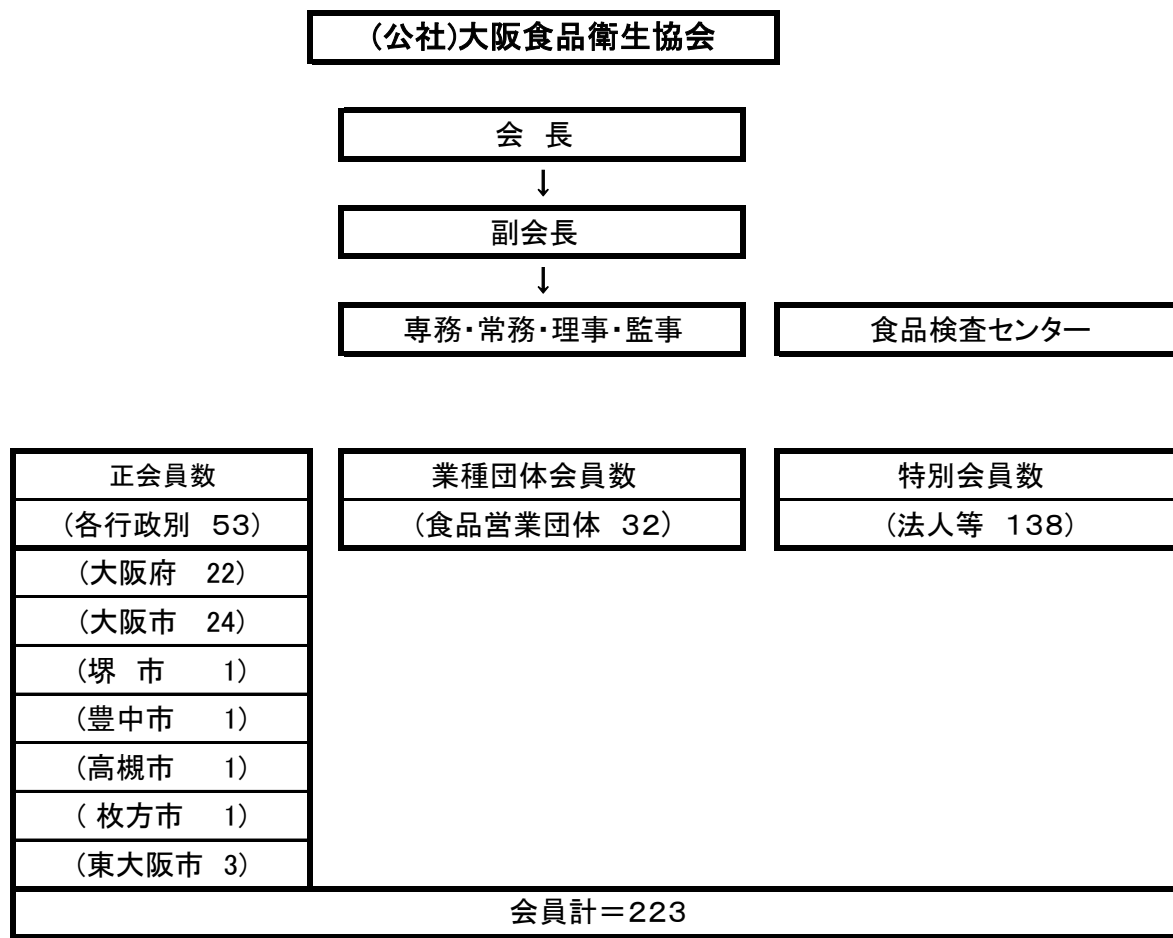 (公社)大阪食品衛生協会
会 長
↓
副会長
↓
専務・常務・理事・監事
食品検査センター
正会員数
(各行政別 53)
(大阪府 22)
(大阪市 24)
(堺 市 1)
(豊中市 1)
(高槻市 1)
( 枚方市 1)
(東大阪市 3)
業種団体会員数
(食品営業団体 32)
特別会員数
(法人等 138)
会員計=223